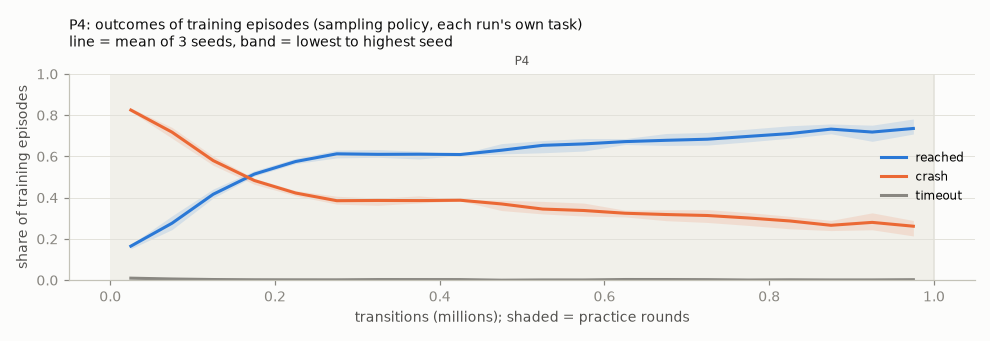 P4: outcomes of training episodes (sampling policy, each run's own task)
line = mean of 3 seeds, band = lowest to highest seed
P4
share of training episodes
1.0
0.8
0.6
0.4
0.2
0.0
reached
crash
timeout
0.0 0.2 0.4 0.6 0.8 1.0
transitions (millions); shaded = practice rounds